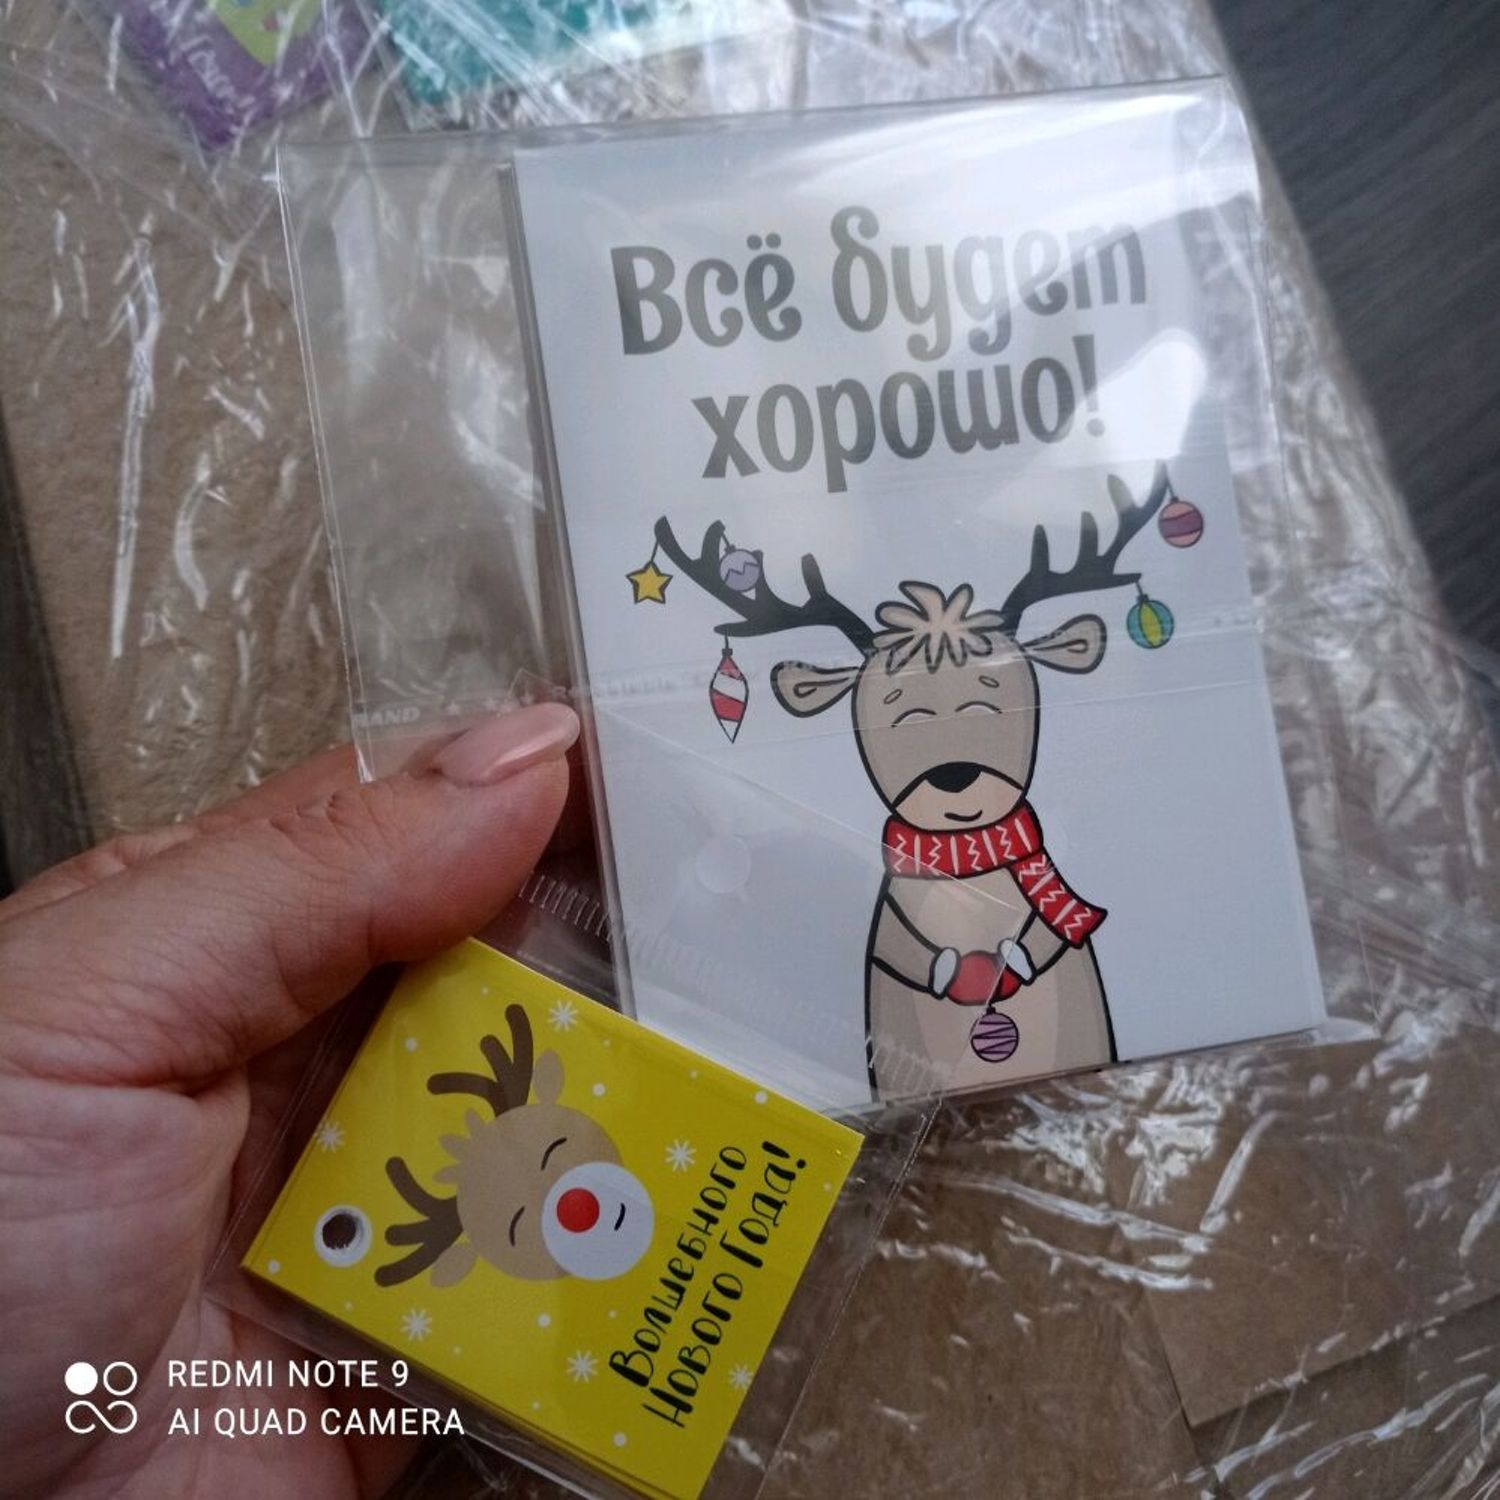 Всё будет
хорошо!
Волшебного
Нового Года!
REDMI NOTE 9
AI QUAD CAMERA